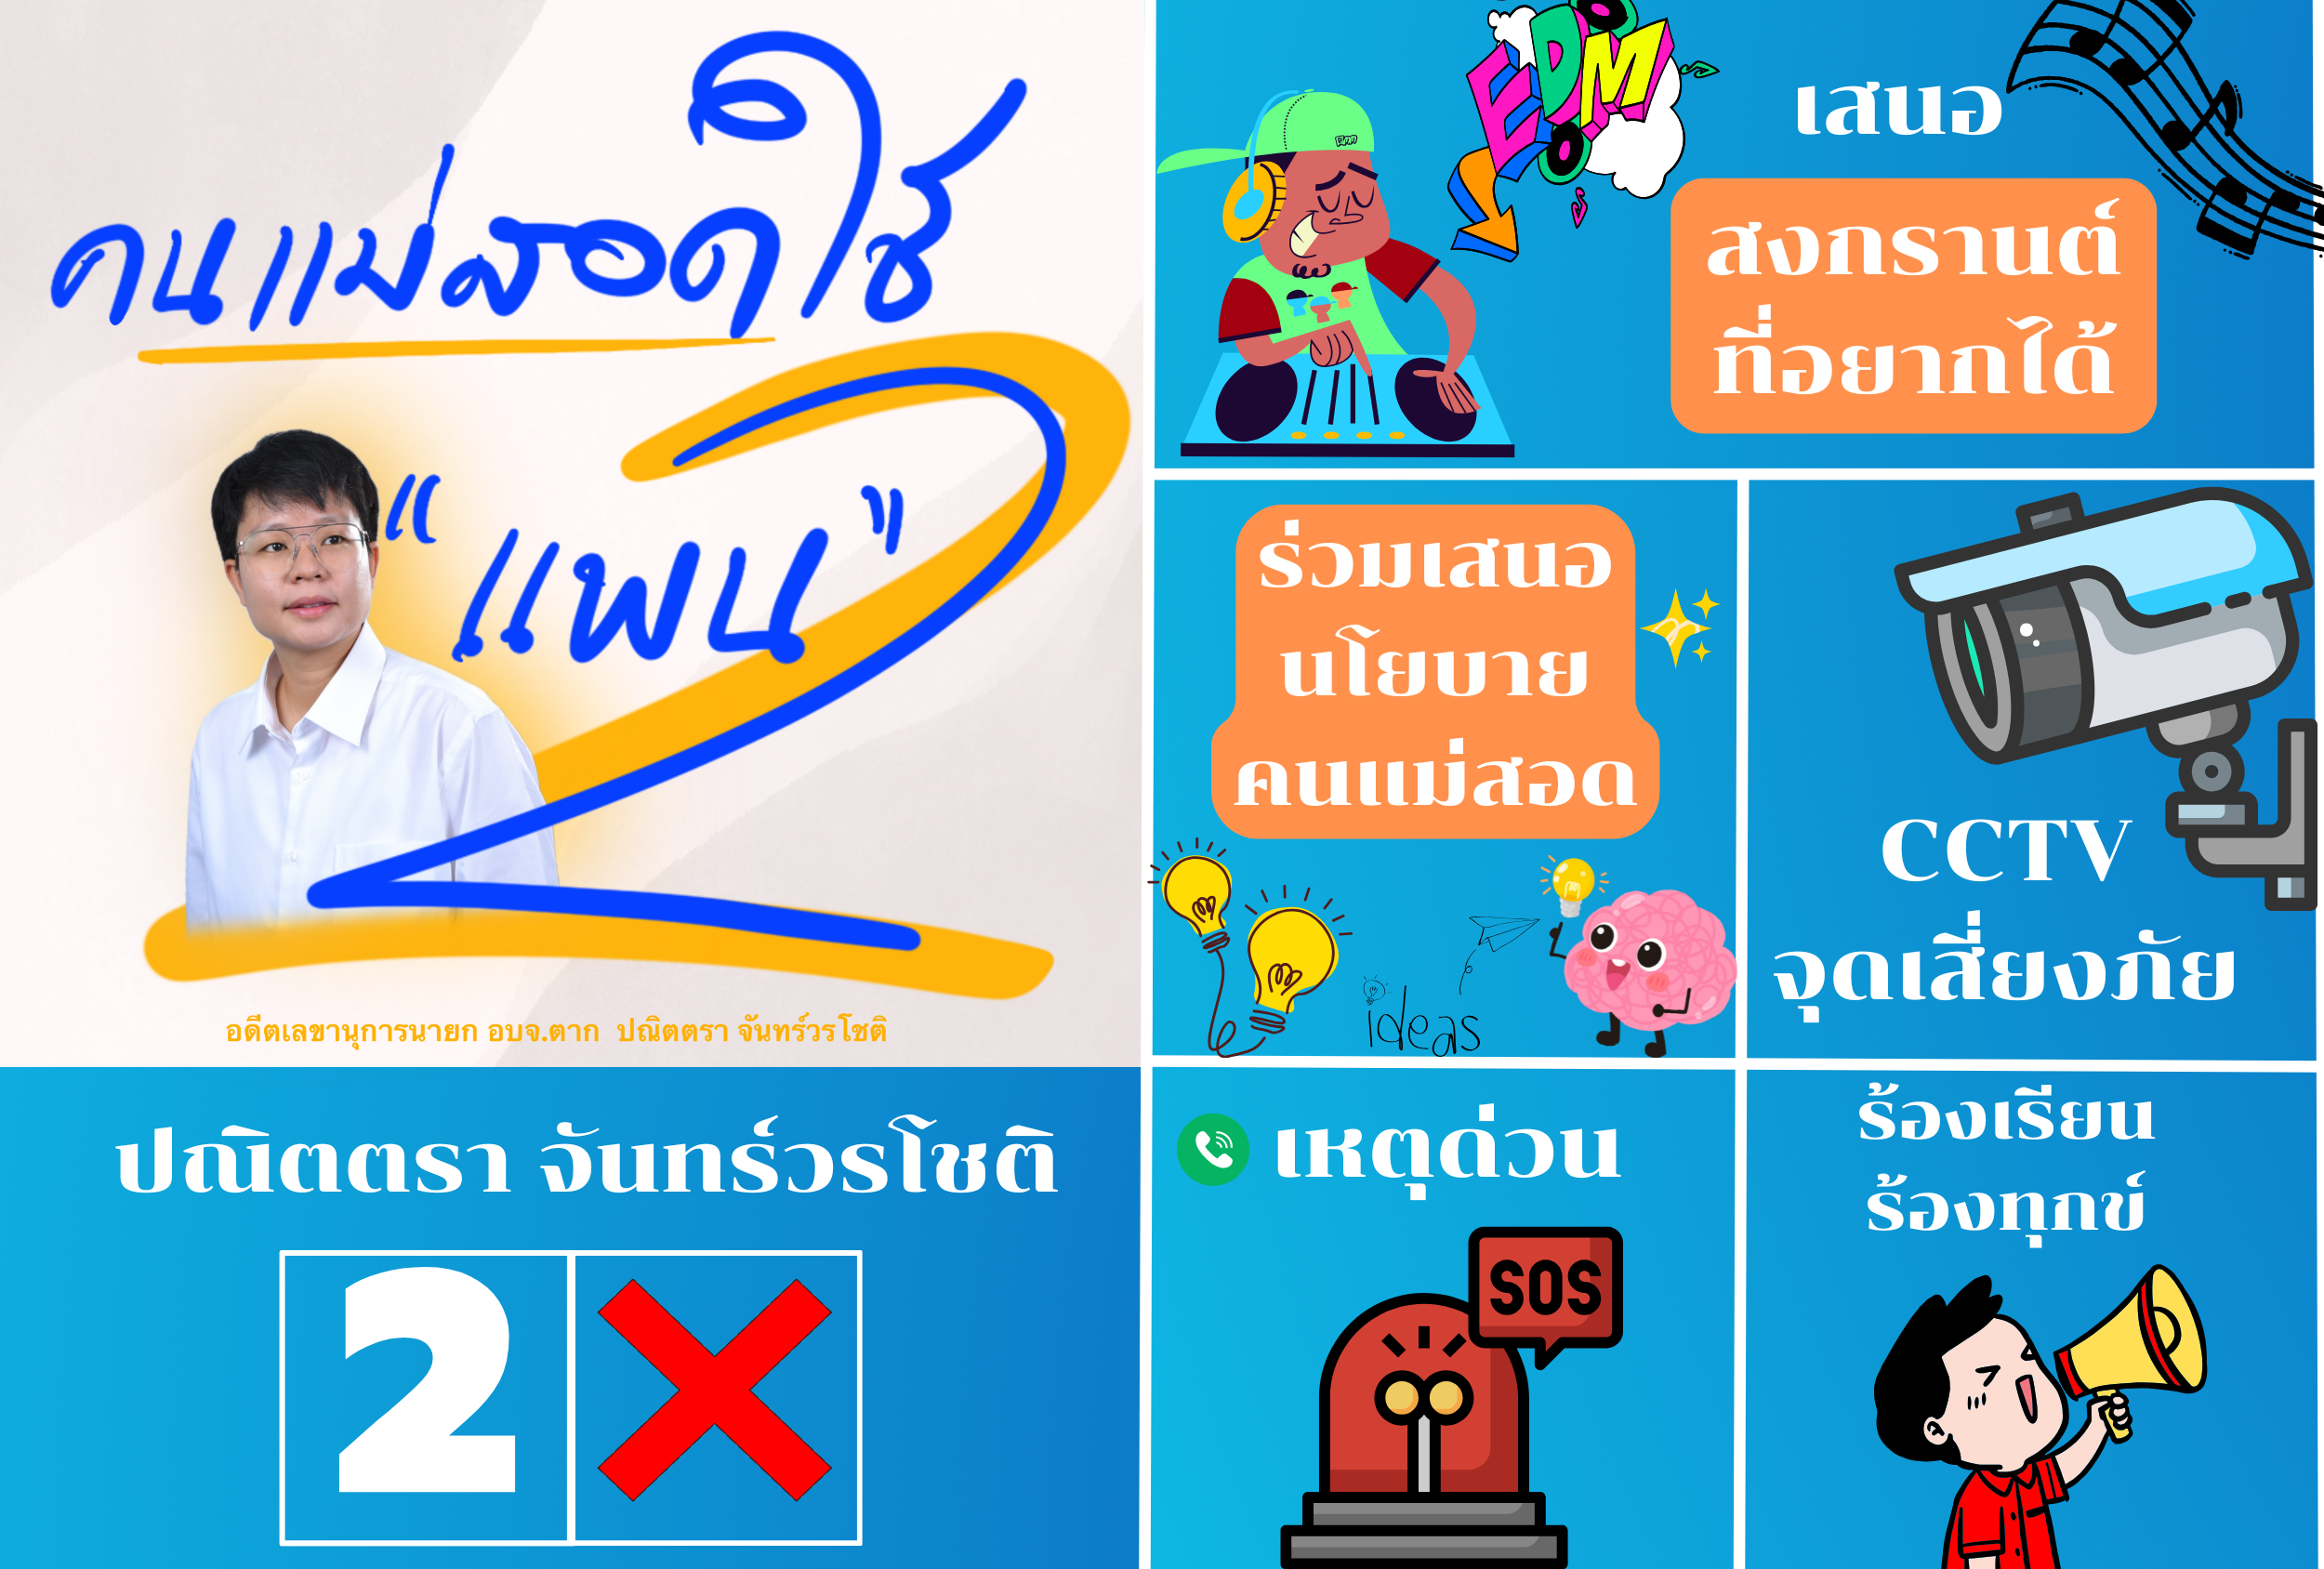 คนแม่สอดใช้
2
"แพน"
อดีตเลขานุการนายก อบจ.ตาก ปณิตตรา จันทร์วรโชติ
ปณิตตรา จันทร์วรโชติ
2
EDM
เสนอ
สงกรานต์
ที่อยากได้
ร่วมเสนอ
นโยบาย
คนแม่สอด
ideas
CCTV
จุดเสี่ยงภัย
เหตุด่วน
SOS
ร้องเรียน
ร้องทุกข์